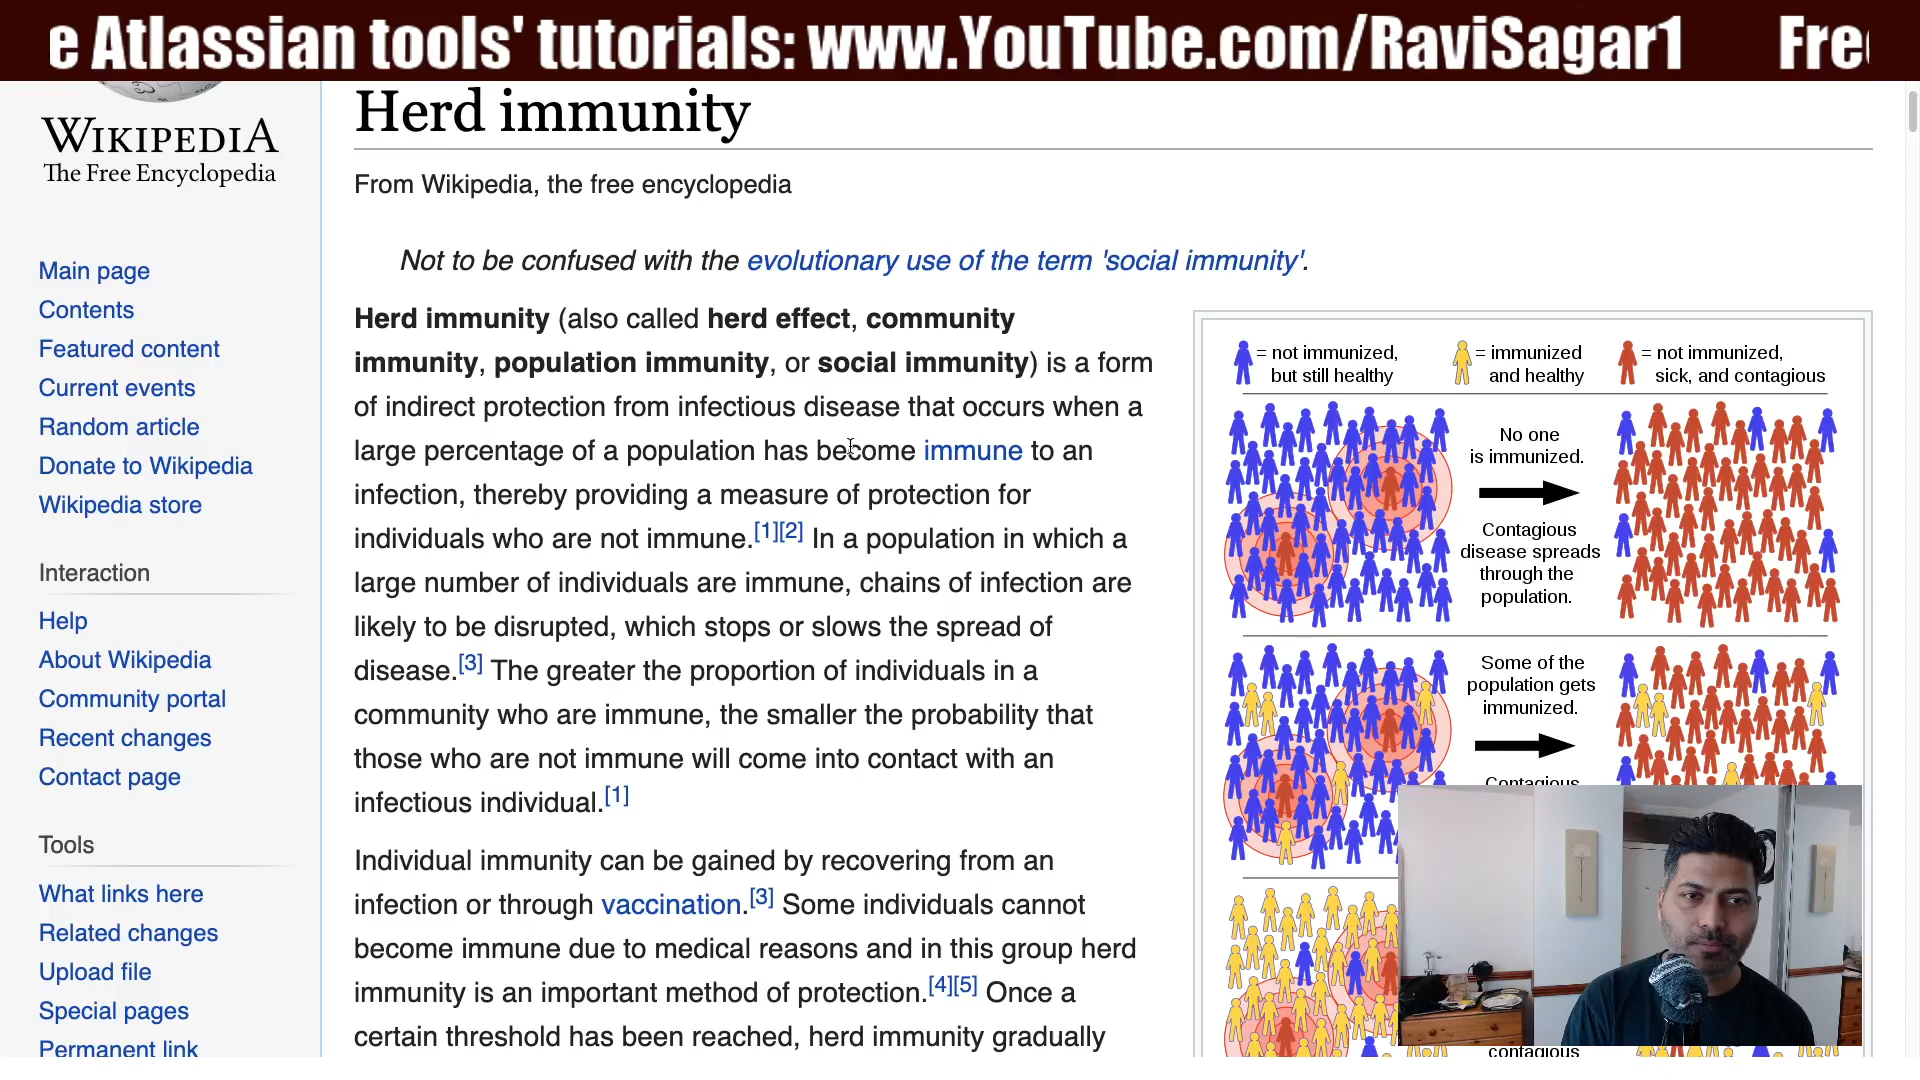 e Atlassian tools' tutorials: www.YouTube.com/RaviSagar1 Free
WIKIPEDIA
The Free Encyclopedia
Main page
Contents
Featured content
Current events
Random article
Donate to Wikipedia
Wikipedia store
Interaction
Help
About Wikipedia
Community portal
Recent changes
Contact page
Tools
What links here
Related changes
Upload file
Special pages
Permanent link
Herd immunity
From Wikipedia, the free encyclopedia
Not to be confused with the evolutionary use of the term 'social immunity'.
Herd immunity (also called herd effect, community
immunity, population immunity, or social immunity) is a form
of indirect protection from infectious disease that occurs when a
large percentage of a population has become immune to an
infection, thereby providing a measure of protection for
individuals who are not immune.[1][2] In a population in which a
large number of individuals are immune, chains of infection are
likely to be disrupted, which stops or slows the spread of
disease.[3] The greater the proportion of individuals in a
community who are immune, the smaller the probability that
those who are not immune will come into contact with an
infectious individual.[1]
Individual immunity can be gained by recovering from an
infection or through vaccination.[3] Some individuals cannot
become immune due to medical reasons and in this group herd
immunity is an important method of protection.[4][5] Once a
certain threshold has been reached, herd immunity gradually
= not immunized,
but still healthy
= immunized
and healthy
= not immunized,
sick, and contagious
No one
is immunized.
Contagious
disease spreads
through the
population.
Some of the
population gets
immunized.
Contagious
contagious